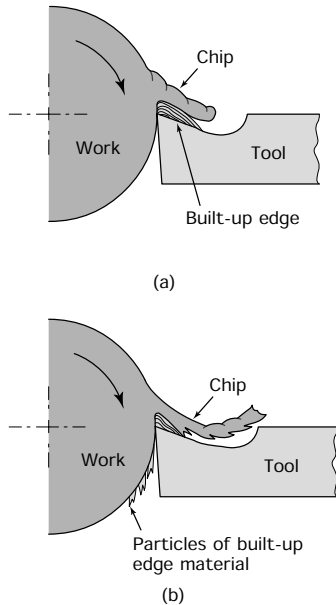 Chip
Work
Tool
Built-up edge
(a)
Chip
Work
Tool
Particles of built-up
edge material
(b)